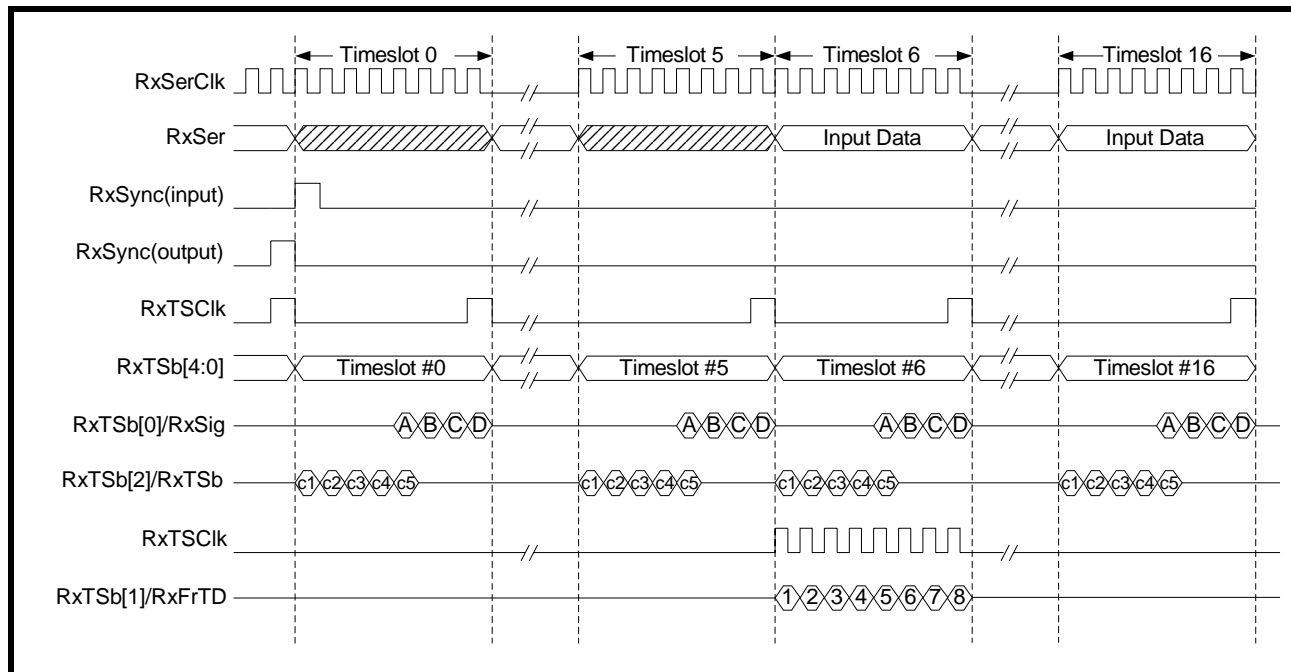 Timeslot 0 Timeslot 5 Timeslot 6 Timeslot 16
RxSerClk
RxSer Input Data Input Data
RxSync(input)
RxSync(output)
RxTSClk
RxTSb[4:0] Timeslot #0 Timeslot #5 Timeslot #6 Timeslot #16
RxTSb[0]/RxSig A B C D A B C D A B C D A B C D
RxTSb[2]/RxTSb c1 c2 c3 c4 c5 c1 c2 c3 c4 c5 c1 c2 c3 c4 c5 c1 c2 c3 c4 c5
RxTSClk
RxTSb[1]/RxFrTD 1 2 3 4 5 6 7 8